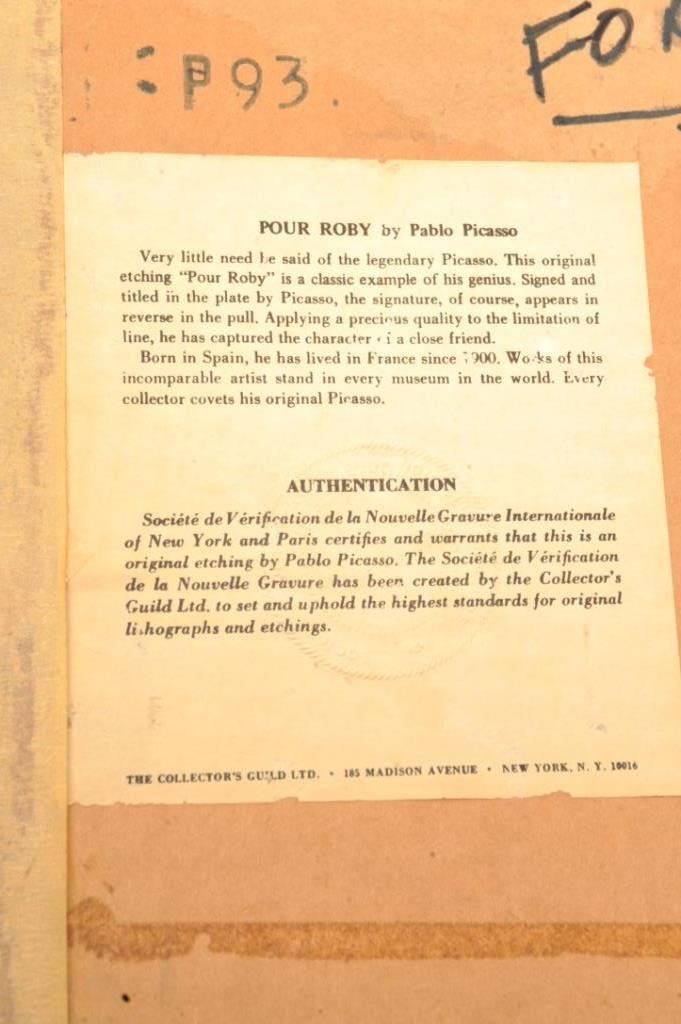 :P93.
FOR
POUR ROBY by Pablo Picasso
Very little need be said of the legendary Picasso. This original
etching "Pour Roby" is a classic example of his genius. Signed and
titled in the plate by Picasso, the signature, of course, appears in
reverse in the pull. Applying a precious quality to the limitation of
line, he has captured the character of a close friend.
Born in Spain, he has lived in France since 1900. Works of this
incomparable artist stand in every museum in the world. Every
collector covets his original Picasso.
AUTHENTICATION
Société de Vérification de la Nouvelle Gravure Internationale
of New York and Paris certifies and warrants that this is an
original etching by Pablo Picasso. The Société de Vérification
de la Nouvelle Gravure has been created by the Collector's
Guild Ltd. to set and uphold the highest standards for original
lithographs and etchings.
THE COLLECTOR'S GUILD LTD. • 185 MADISON AVENUE • NEW YORK, N. Y. 10016